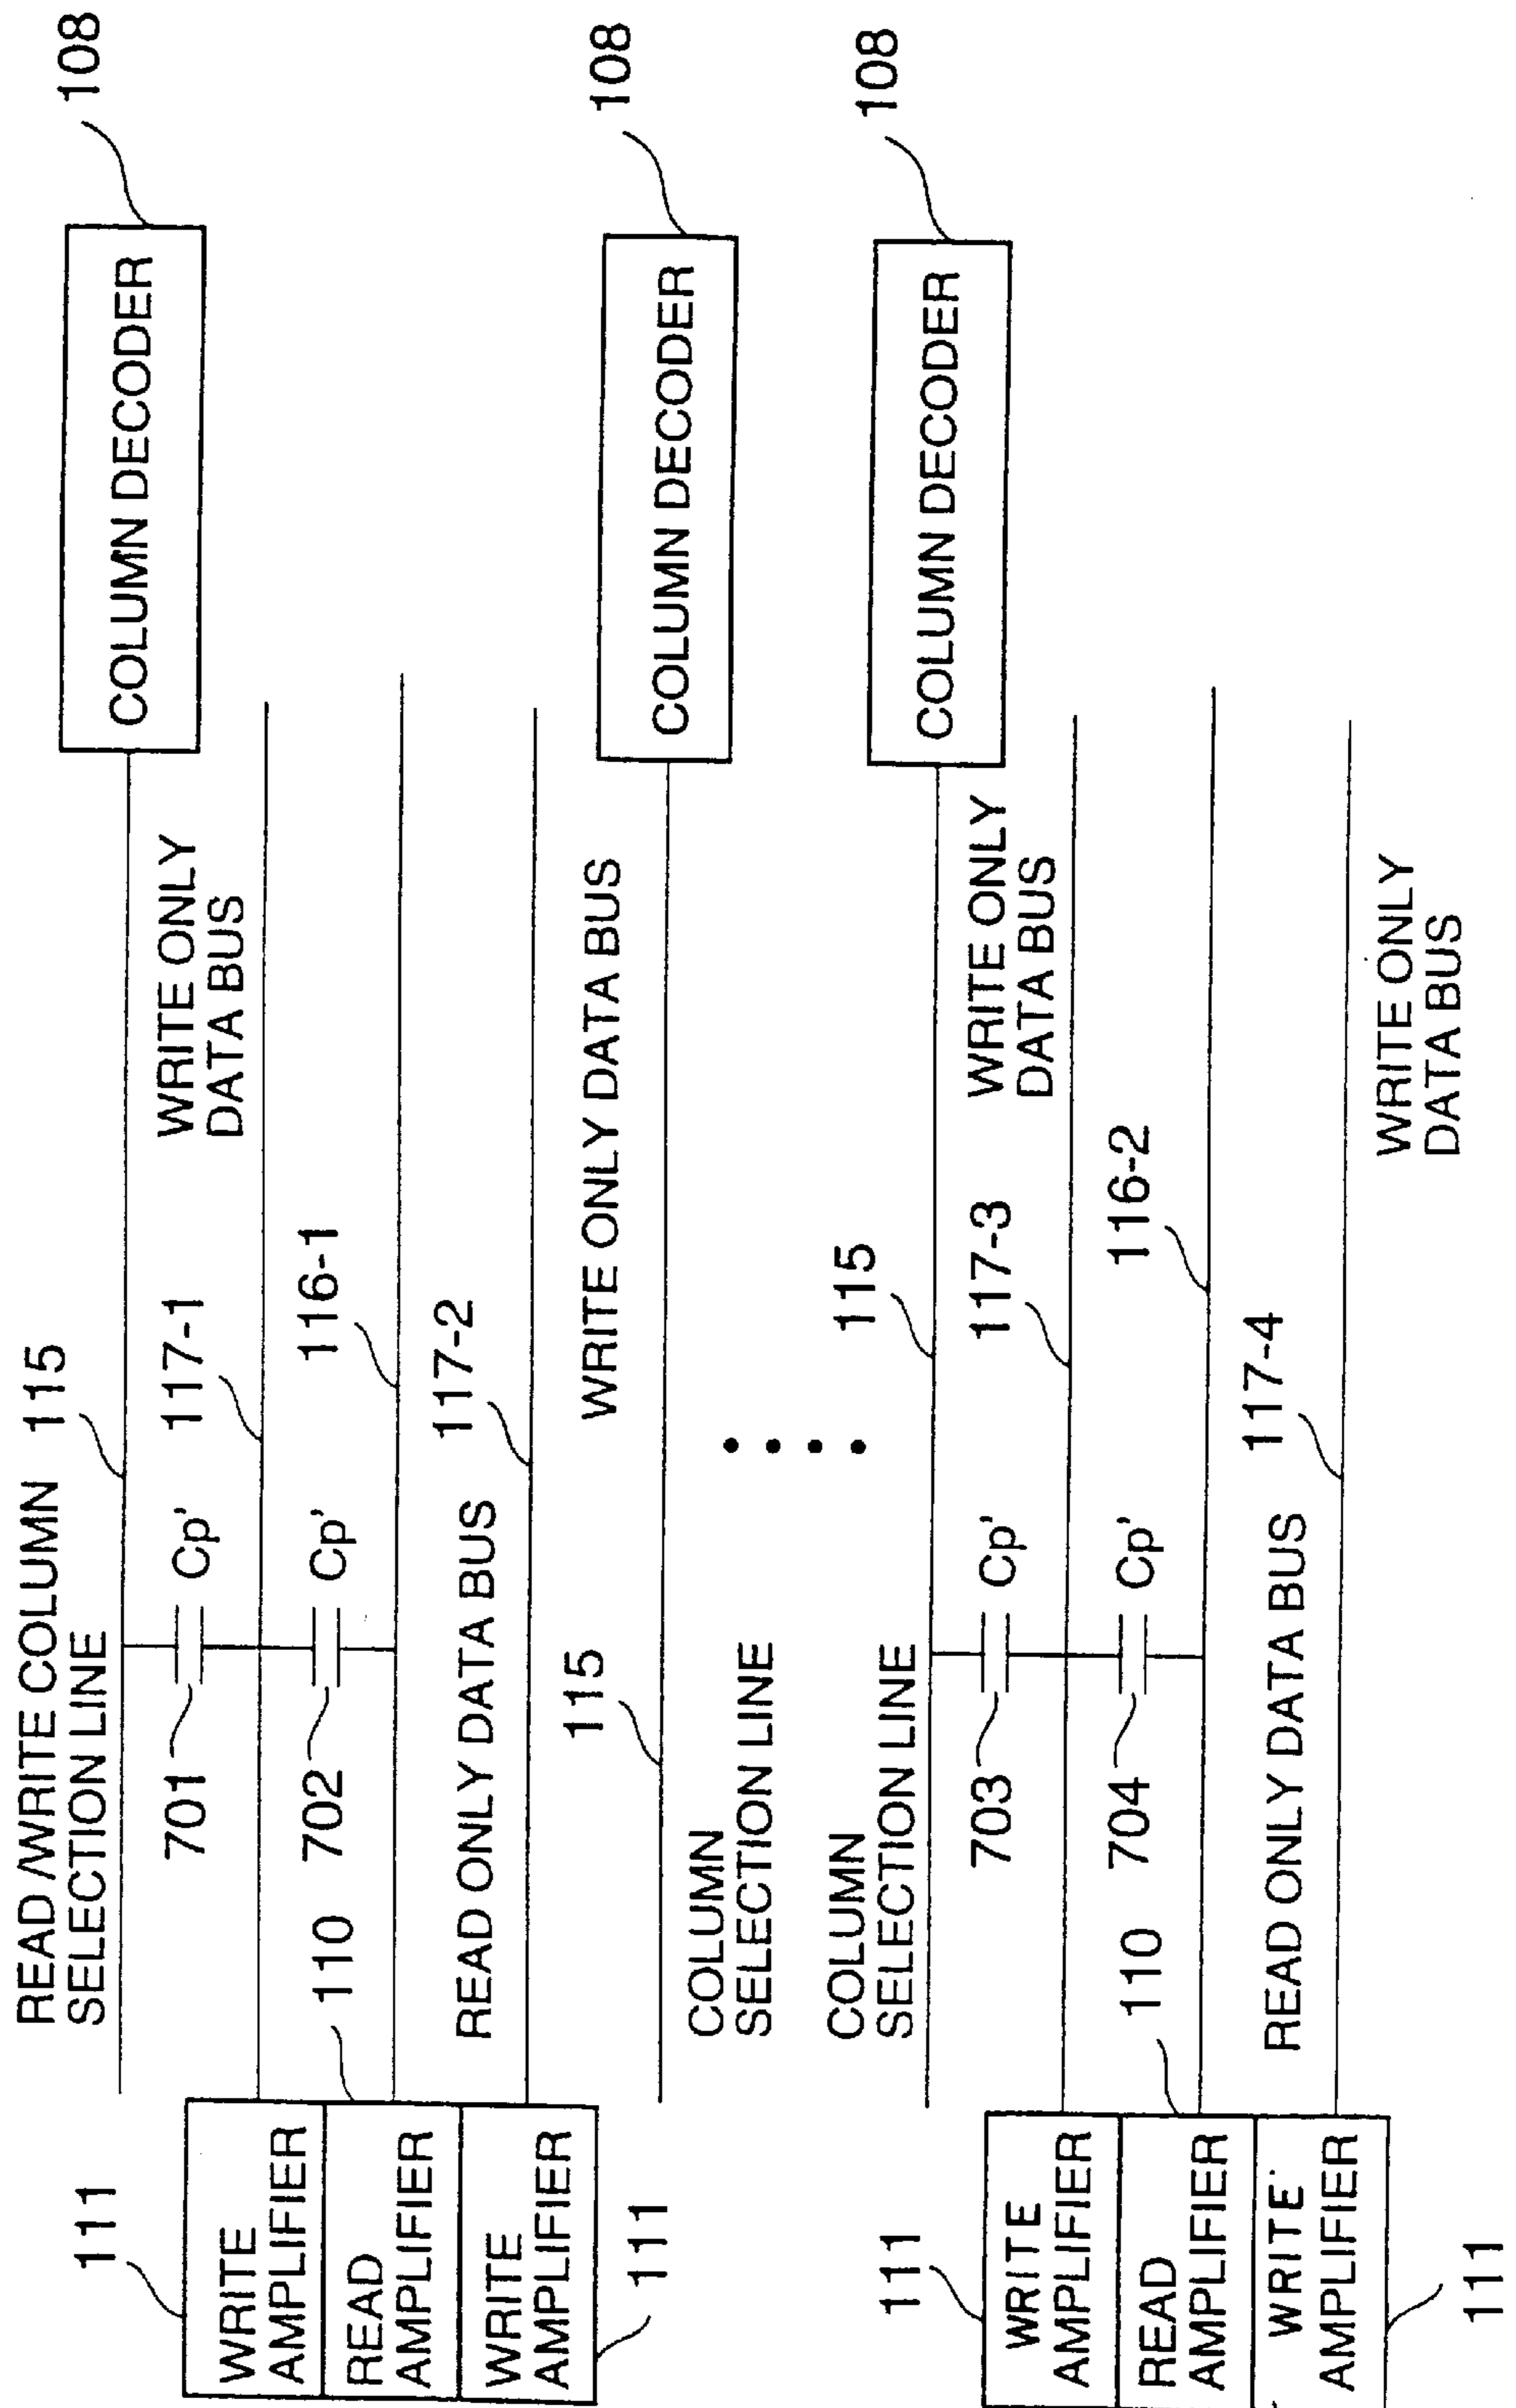 READ/WRITE COLUMN
SELECTION LINE
115
108
COLUMN DECODER
701
Cp'
117-1
WRITE ONLY
DATA BUS
111
WRITE
AMPLIFIER
702
Cp'
116-1
110
READ
AMPLIFIER
READ ONLY DATA BUS
117-2
WRITE
AMPLIFIER
111
115
WRITE ONLY DATA BUS
COLUMN DECODER
108
COLUMN
SELECTION LINE
COLUMN
SELECTION LINE
115
COLUMN DECODER
108
703
Cp'
117-3
WRITE ONLY
DATA BUS
111
WRITE
AMPLIFIER
704
Cp'
116-2
110
READ
AMPLIFIER
READ ONLY DATA BUS
117-4
WRITE
AMPLIFIER
111
WRITE ONLY
DATA BUS